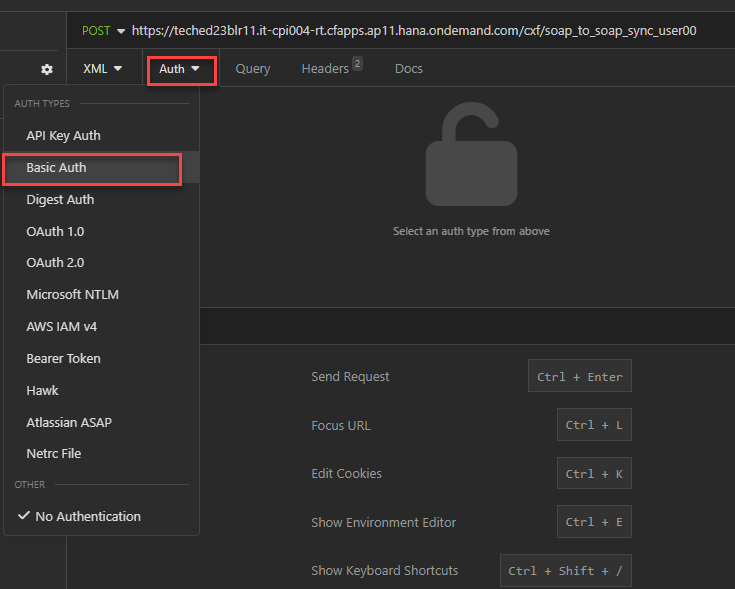 POST https://teched23blr11.it-cpi004-rt.cfapps.ap11.hana.ondemand.com/cxf/soap_to_soap_sync_user00
XML Auth Query Headers 2 Docs
AUTH TYPES
API Key Auth
Basic Auth
Digest Auth
OAuth 1.0
OAuth 2.0
Microsoft NTLM
AWS IAM v4
Bearer Token
Hawk
Atlassian ASAP
Netrc File
OTHER
No Authentication
Select an auth type from above
Send Request Ctrl + Enter
Focus URL Ctrl + L
Edit Cookies Ctrl + K
Show Environment Editor Ctrl + E
Show Keyboard Shortcuts Ctrl + Shift + /